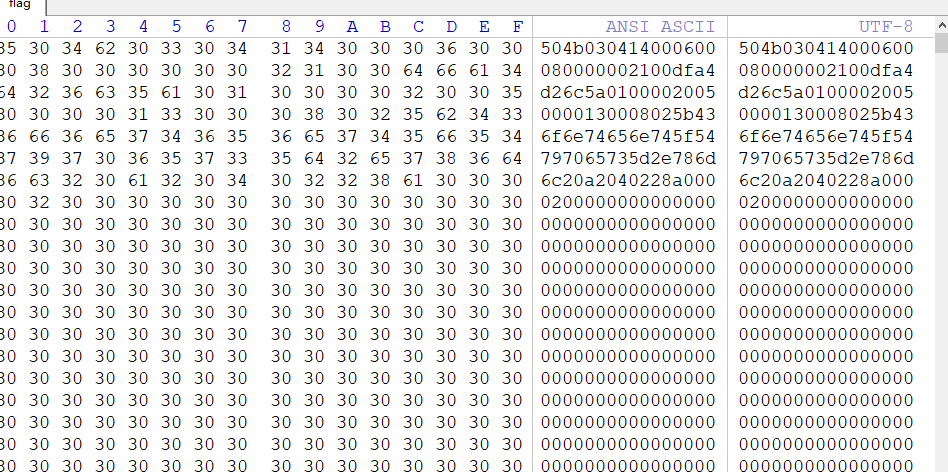 flag
0 1 2 3 4 5 6 7 8 9 A B C D E F ANSI ASCII UTF-8
35 30 34 62 30 33 30 34 31 34 30 30 30 36 30 30 504b030414000600 504b030414000600
30 38 30 30 30 30 30 30 32 31 30 30 64 66 61 34 080000002100dfa4 080000002100dfa4
64 32 36 63 35 61 30 31 30 30 30 30 32 30 30 35 d26c5a0100002005 d26c5a0100002005
30 30 30 30 31 33 30 30 30 38 30 32 35 62 34 33 0000130008025b43 0000130008025b43
36 66 36 65 37 34 36 35 36 65 37 34 35 66 35 34 6f6e74656e745f54 6f6e74656e745f54
37 39 37 30 36 35 37 33 35 64 32 65 37 38 36 64 797065735d2e786d 797065735d2e786d
36 63 32 30 61 32 30 34 30 32 32 38 61 30 30 30 6c20a2040228a000 6c20a2040228a000
30 32 30 30 30 30 30 30 30 30 30 30 30 30 30 30 0200000000000000 0200000000000000
30 30 30 30 30 30 30 30 30 30 30 30 30 30 30 30 0000000000000000 0000000000000000
30 30 30 30 30 30 30 30 30 30 30 30 30 30 30 30 0000000000000000 0000000000000000
30 30 30 30 30 30 30 30 30 30 30 30 30 30 30 30 0000000000000000 0000000000000000
30 30 30 30 30 30 30 30 30 30 30 30 30 30 30 30 0000000000000000 0000000000000000
30 30 30 30 30 30 30 30 30 30 30 30 30 30 30 30 0000000000000000 0000000000000000
30 30 30 30 30 30 30 30 30 30 30 30 30 30 30 30 0000000000000000 0000000000000000
30 30 30 30 30 30 30 30 30 30 30 30 30 30 30 30 0000000000000000 0000000000000000
30 30 30 30 30 30 30 30 30 30 30 30 30 30 30 30 0000000000000000 0000000000000000
30 30 30 30 30 30 30 30 30 30 30 30 30 30 30 30 0000000000000000 0000000000000000
30 30 30 30 30 30 30 30 30 30 30 30 30 30 30 30 0000000000000000 0000000000000000
30 30 30 30 30 30 30 30 30 30 30 30 30 30 30 30 0000000000000000 0000000000000000
30 30 30 30 30 30 30 30 30 30 30 30 30 30 30 30 0000000000000000 0000000000000000